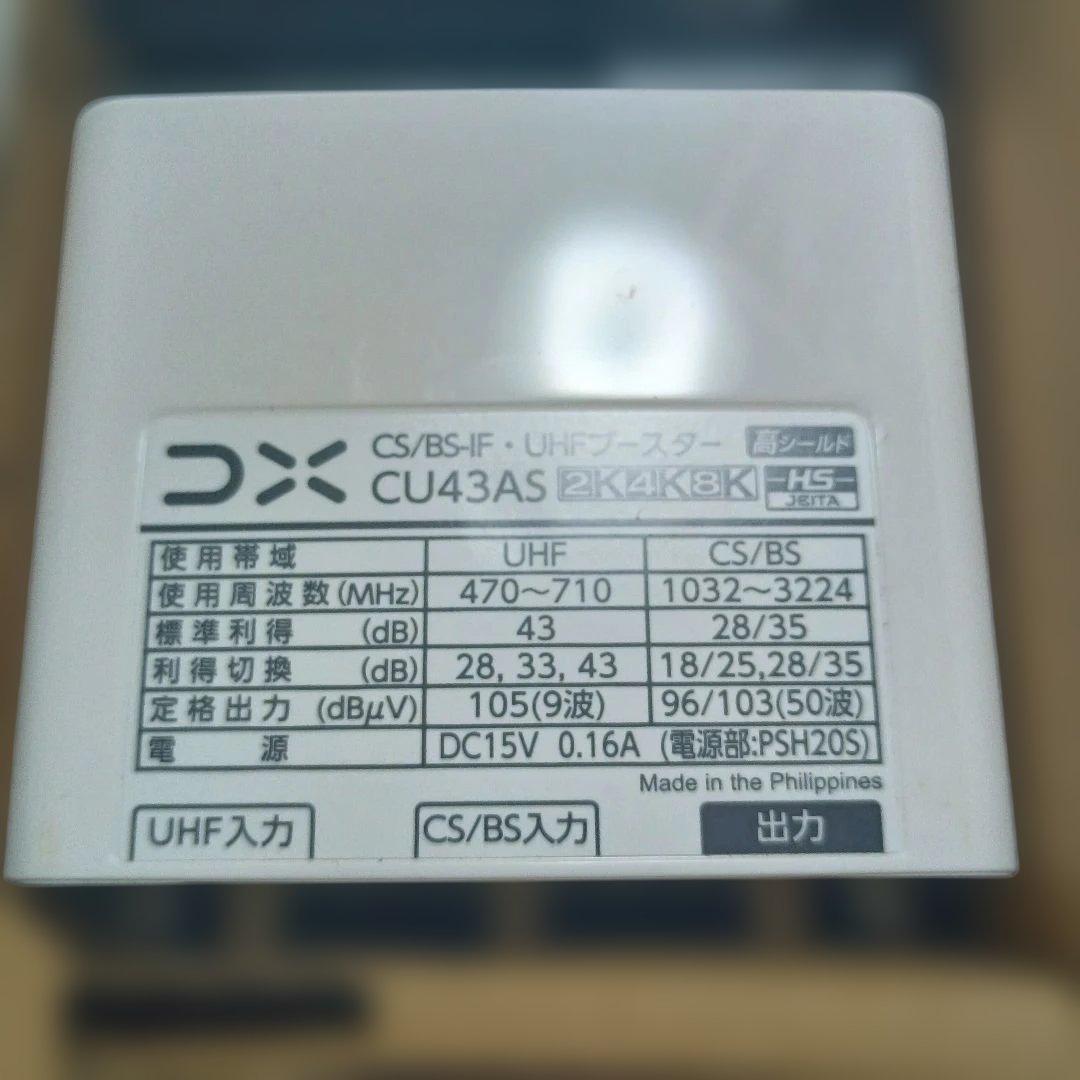 DX CS/BS-IF・UHFブースター 高シールド
CU43AS 2K4K8K HS JEITA
使用帯域 UHF CS/BS
使用周波数(MHz) 470～710 1032～3224
標準利得 (dB) 43 28/35
利得切換 (dB) 28, 33, 43 18/25,28/35
定格出力 (dBμV) 105(9波) 96/103(50波)
電源 DC15V 0.16A (電源部:PSH20S)
Made in the Philippines
UHF入力 CS/BS入力 出力